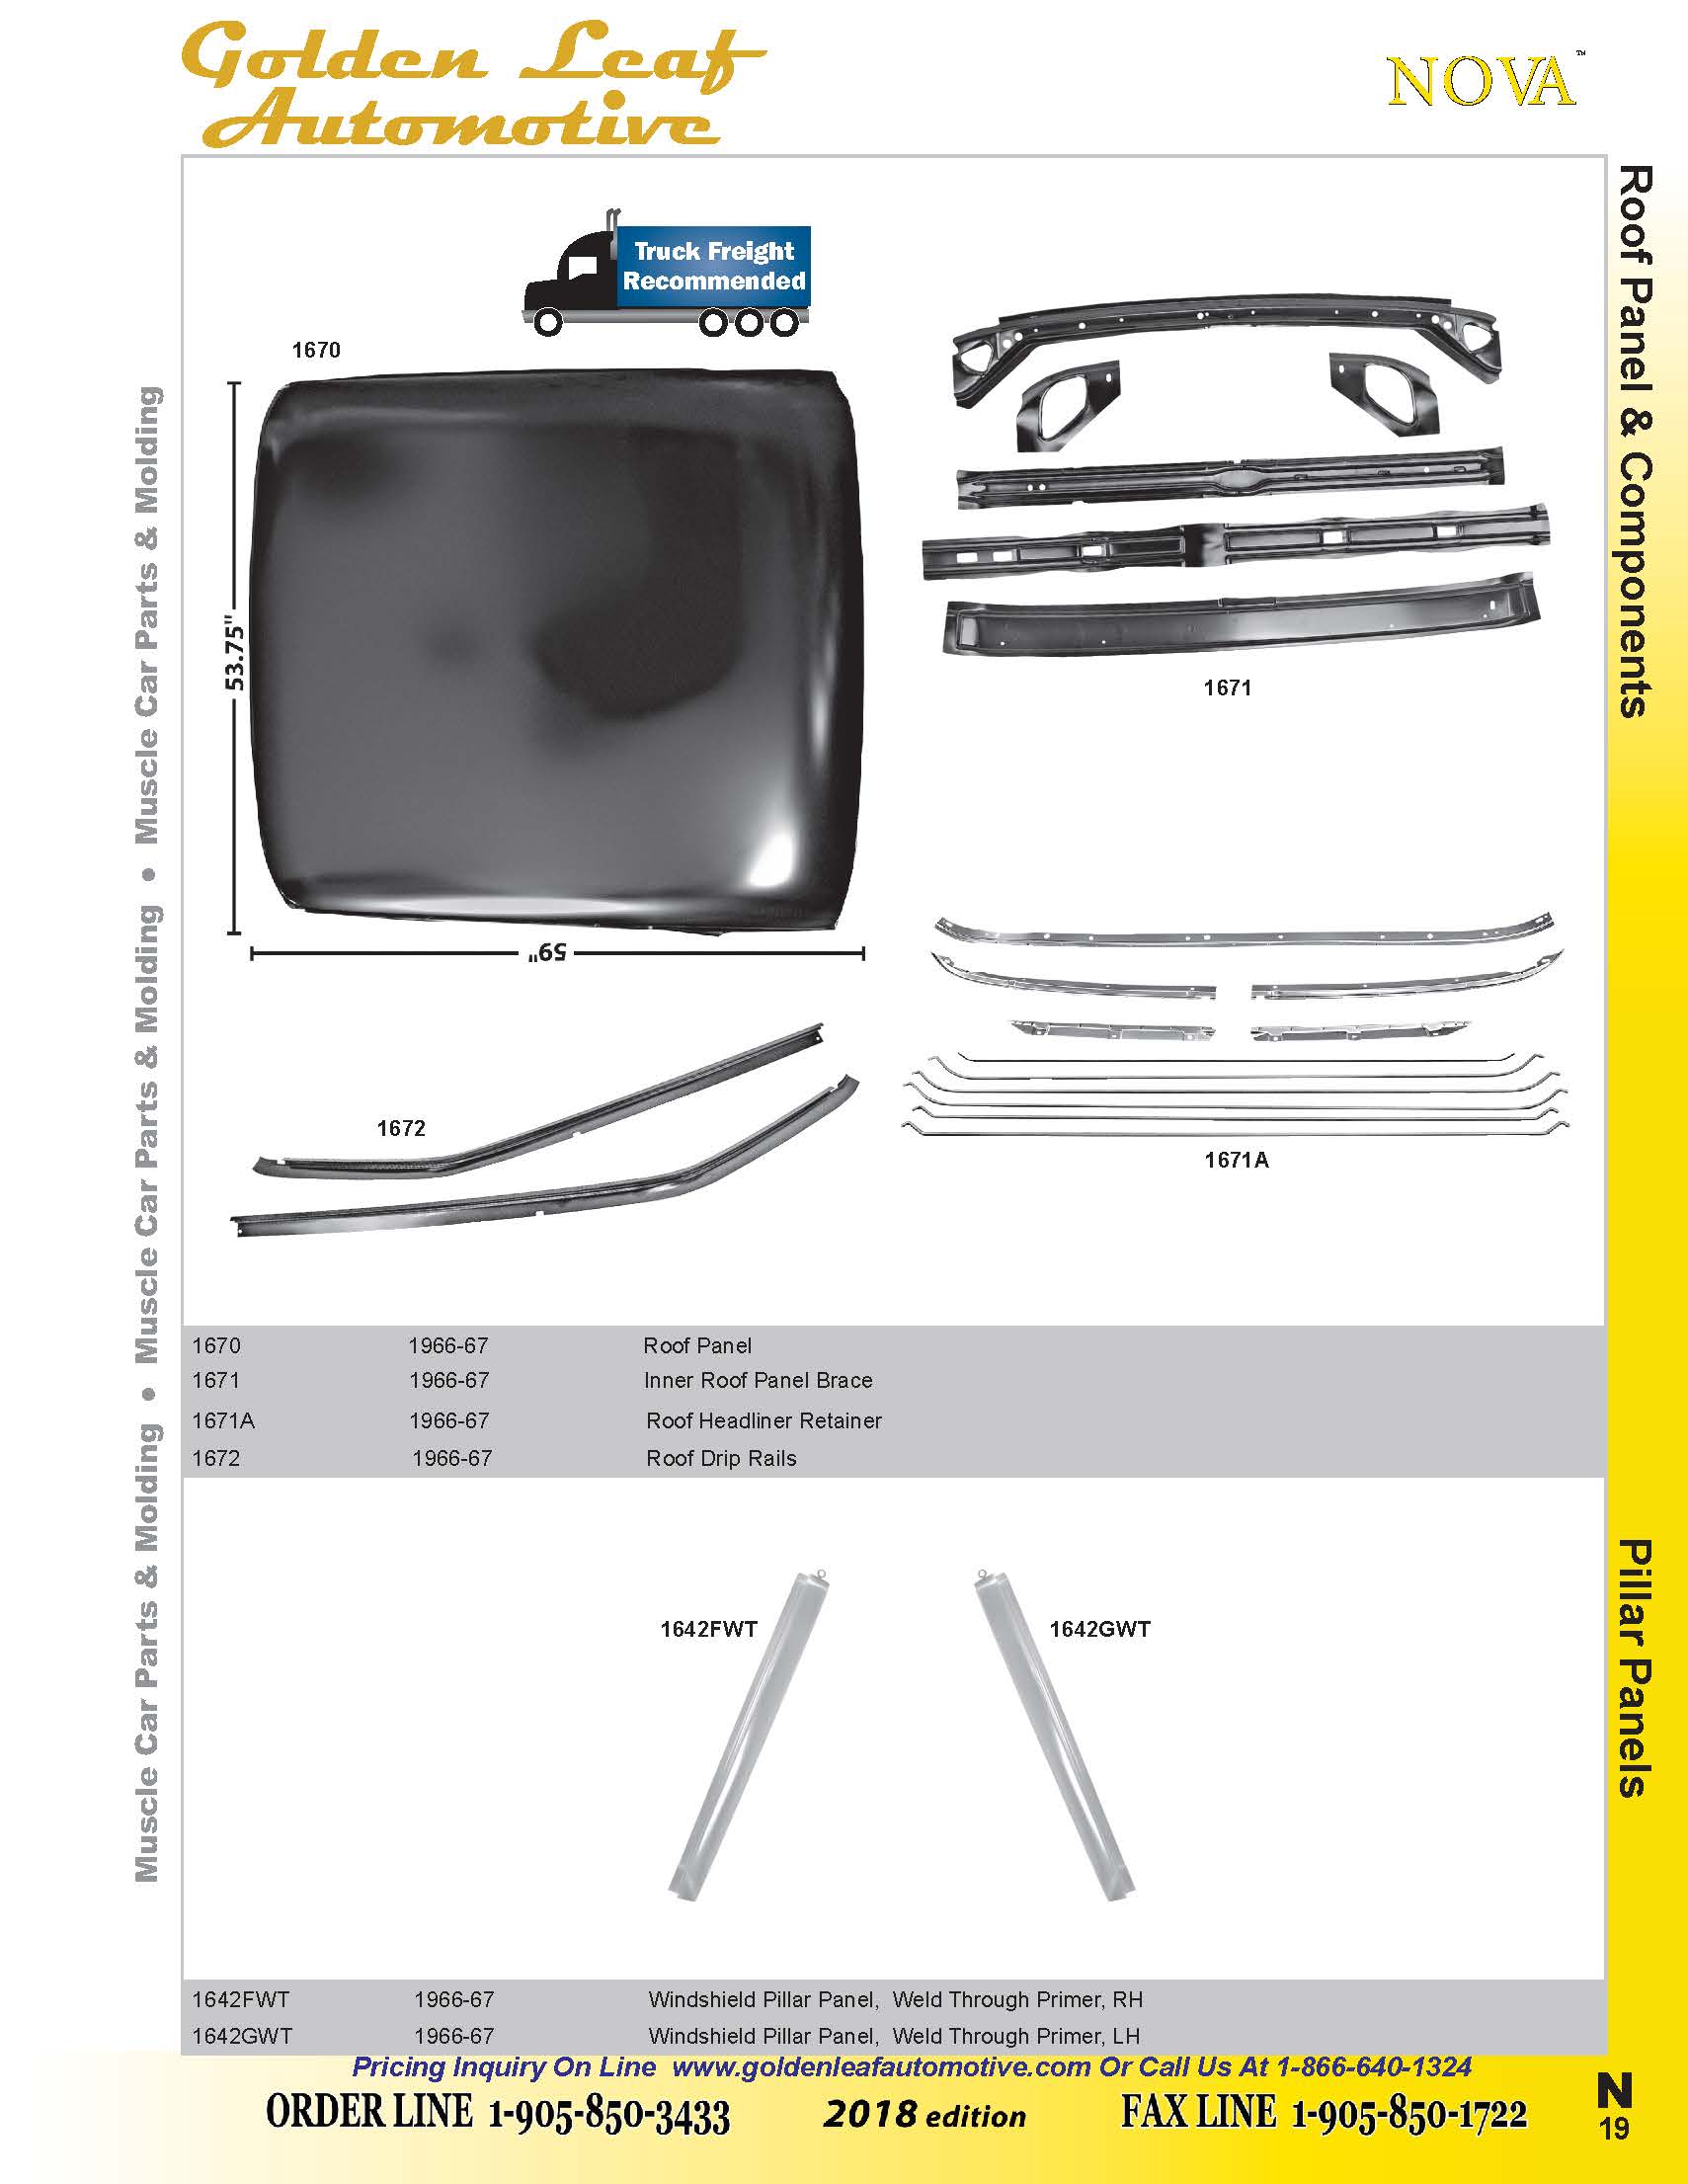 Golden Leaf
Automotive
NOVA™
Truck Freight
Recommended
1670
53.75"
59"
1671
1672
1671A
1670 1966-67 Roof Panel
1671 1966-67 Inner Roof Panel Brace
1671A 1966-67 Roof Headliner Retainer
1672 1966-67 Roof Drip Rails
1642FWT
1642GWT
1642FWT 1966-67 Windshield Pillar Panel, Weld Through Primer, RH
1642GWT 1966-67 Windshield Pillar Panel, Weld Through Primer, LH
Roof Panel & Components
Pillar Panels
Muscle Car Parts & Molding • Muscle Car Parts & Molding • Muscle Car Parts & Molding
Pricing Inquiry On Line www.goldenleafautomotive.com Or Call Us At 1-866-640-1324
ORDER LINE 1-905-850-3433 2018 edition FAX LINE 1-905-850-1722
N
19